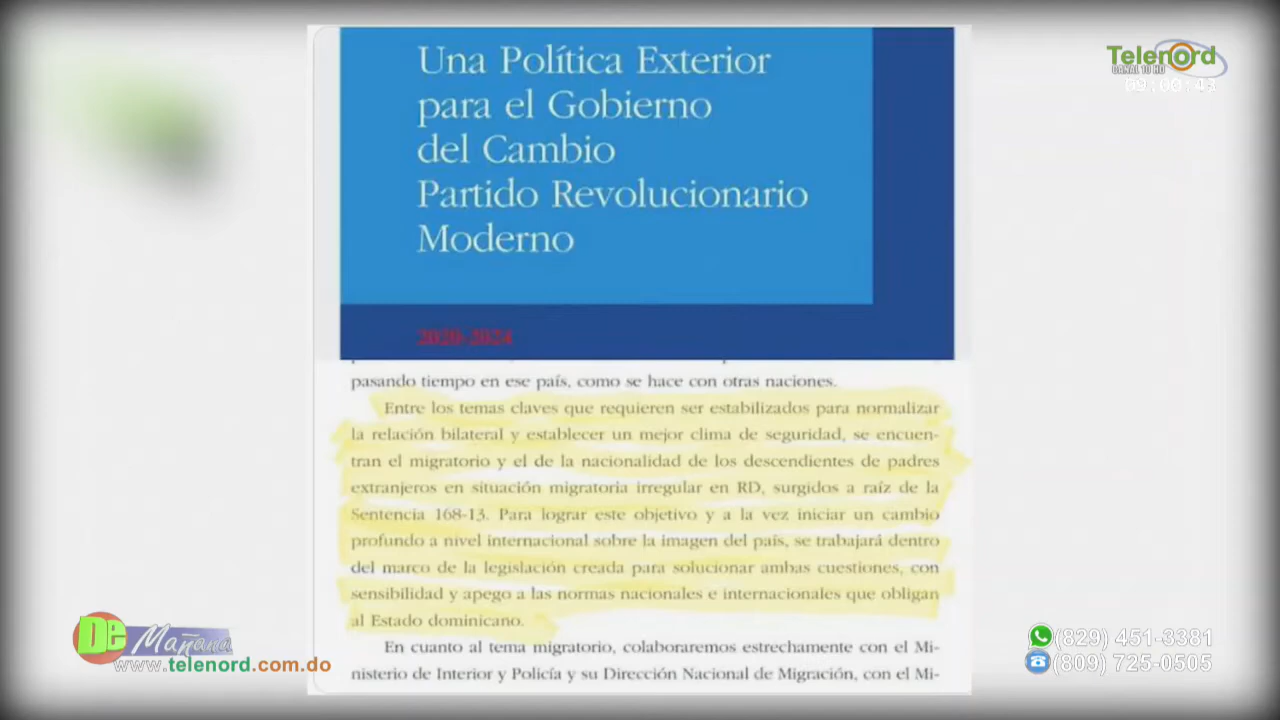 Una Política Exterior
para el Gobierno
del Cambio
Partido Revolucionario
Moderno
2020-2024
pasando tiempo en ese país, como se hace con otras naciones.
Entre los temas claves que requieren ser estabilizados para normalizar
la relación bilateral y establecer un mejor clima de seguridad, se encuen-
tran el migratorio y el de la nacionalidad de los descendientes de padres
extranjeros en situación migratoria irregular en RD, surgidos a raíz de la
Sentencia 168-13. Para lograr este objetivo y a la vez iniciar un cambio
profundo a nivel internacional sobre la imagen del país, se trabajará dentro
del marco de la legislación creada para solucionar ambas cuestiones, con
sensibilidad y apego a las normas nacionales e internacionales que obligan
al Estado dominicano.
En cuanto al tema migratorio, colaboraremos estrechamente con el Mi-
nisterio de Interior y Policía y su Dirección Nacional de Migración, con el Mi-
Telenord
CANAL 10 HD
De Mañana
www.telenord.com.do
(829) 451-3381
(809) 725-0505